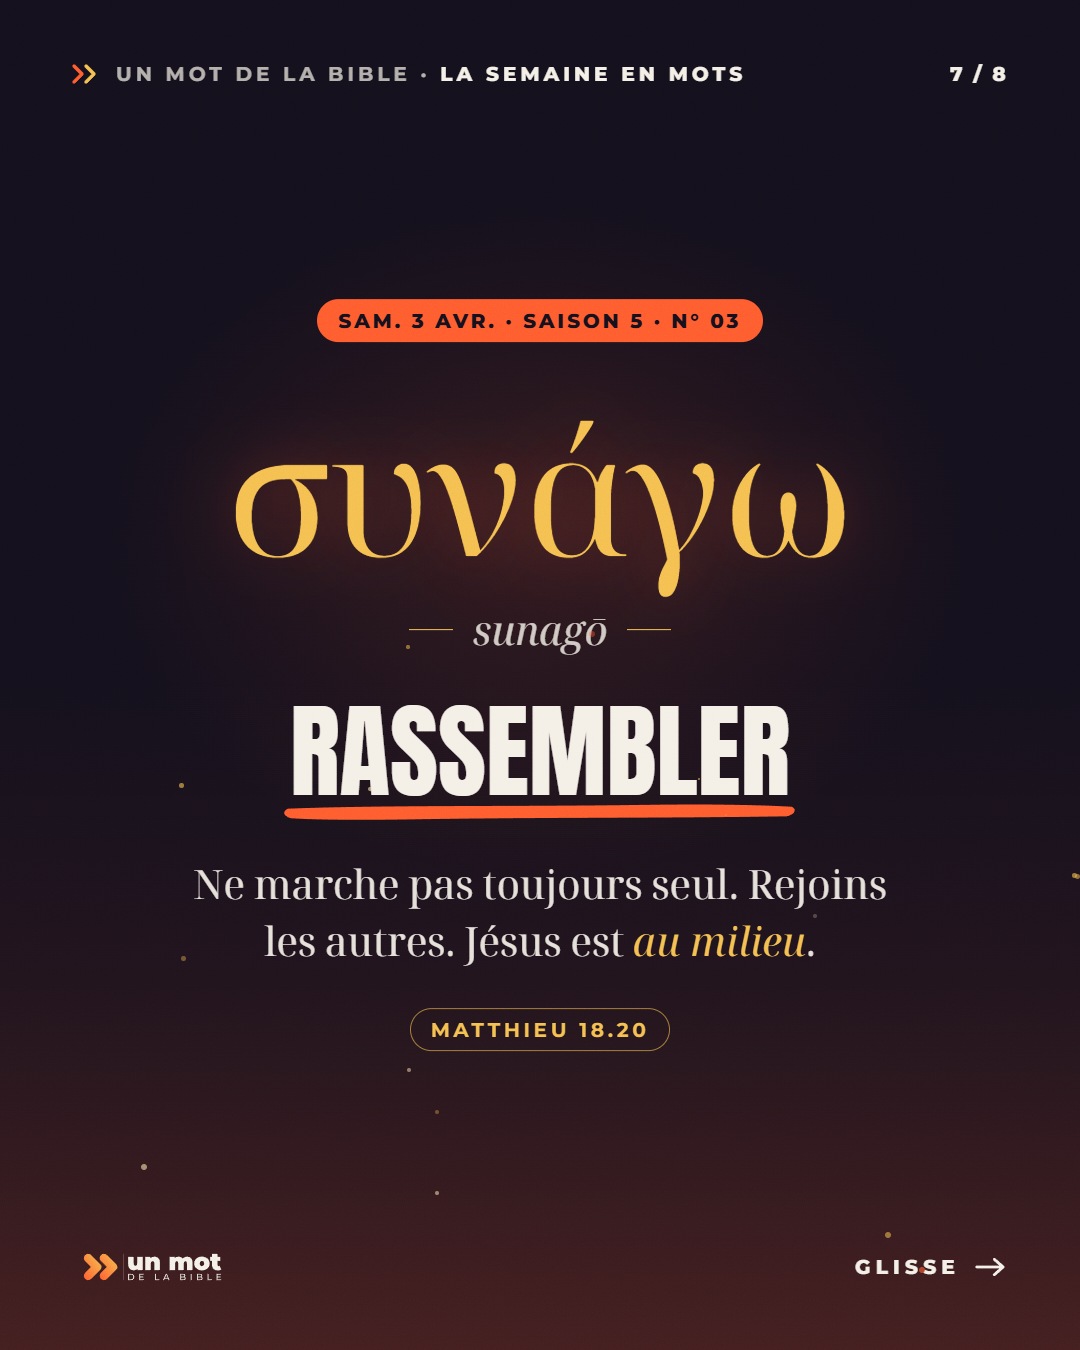 UN MOT DE LA BIBLE · LA SEMAINE EN MOTS
7 / 8
SAM. 3 AVR. · SAISON 5 · N° 03
συνάγω
sunagō
RASSEMBLER
Ne marche pas toujours seul. Rejoins
les autres. Jésus est au milieu.
MATTHIEU 18.20
un mot
DE LA BIBLE
GLISSE →